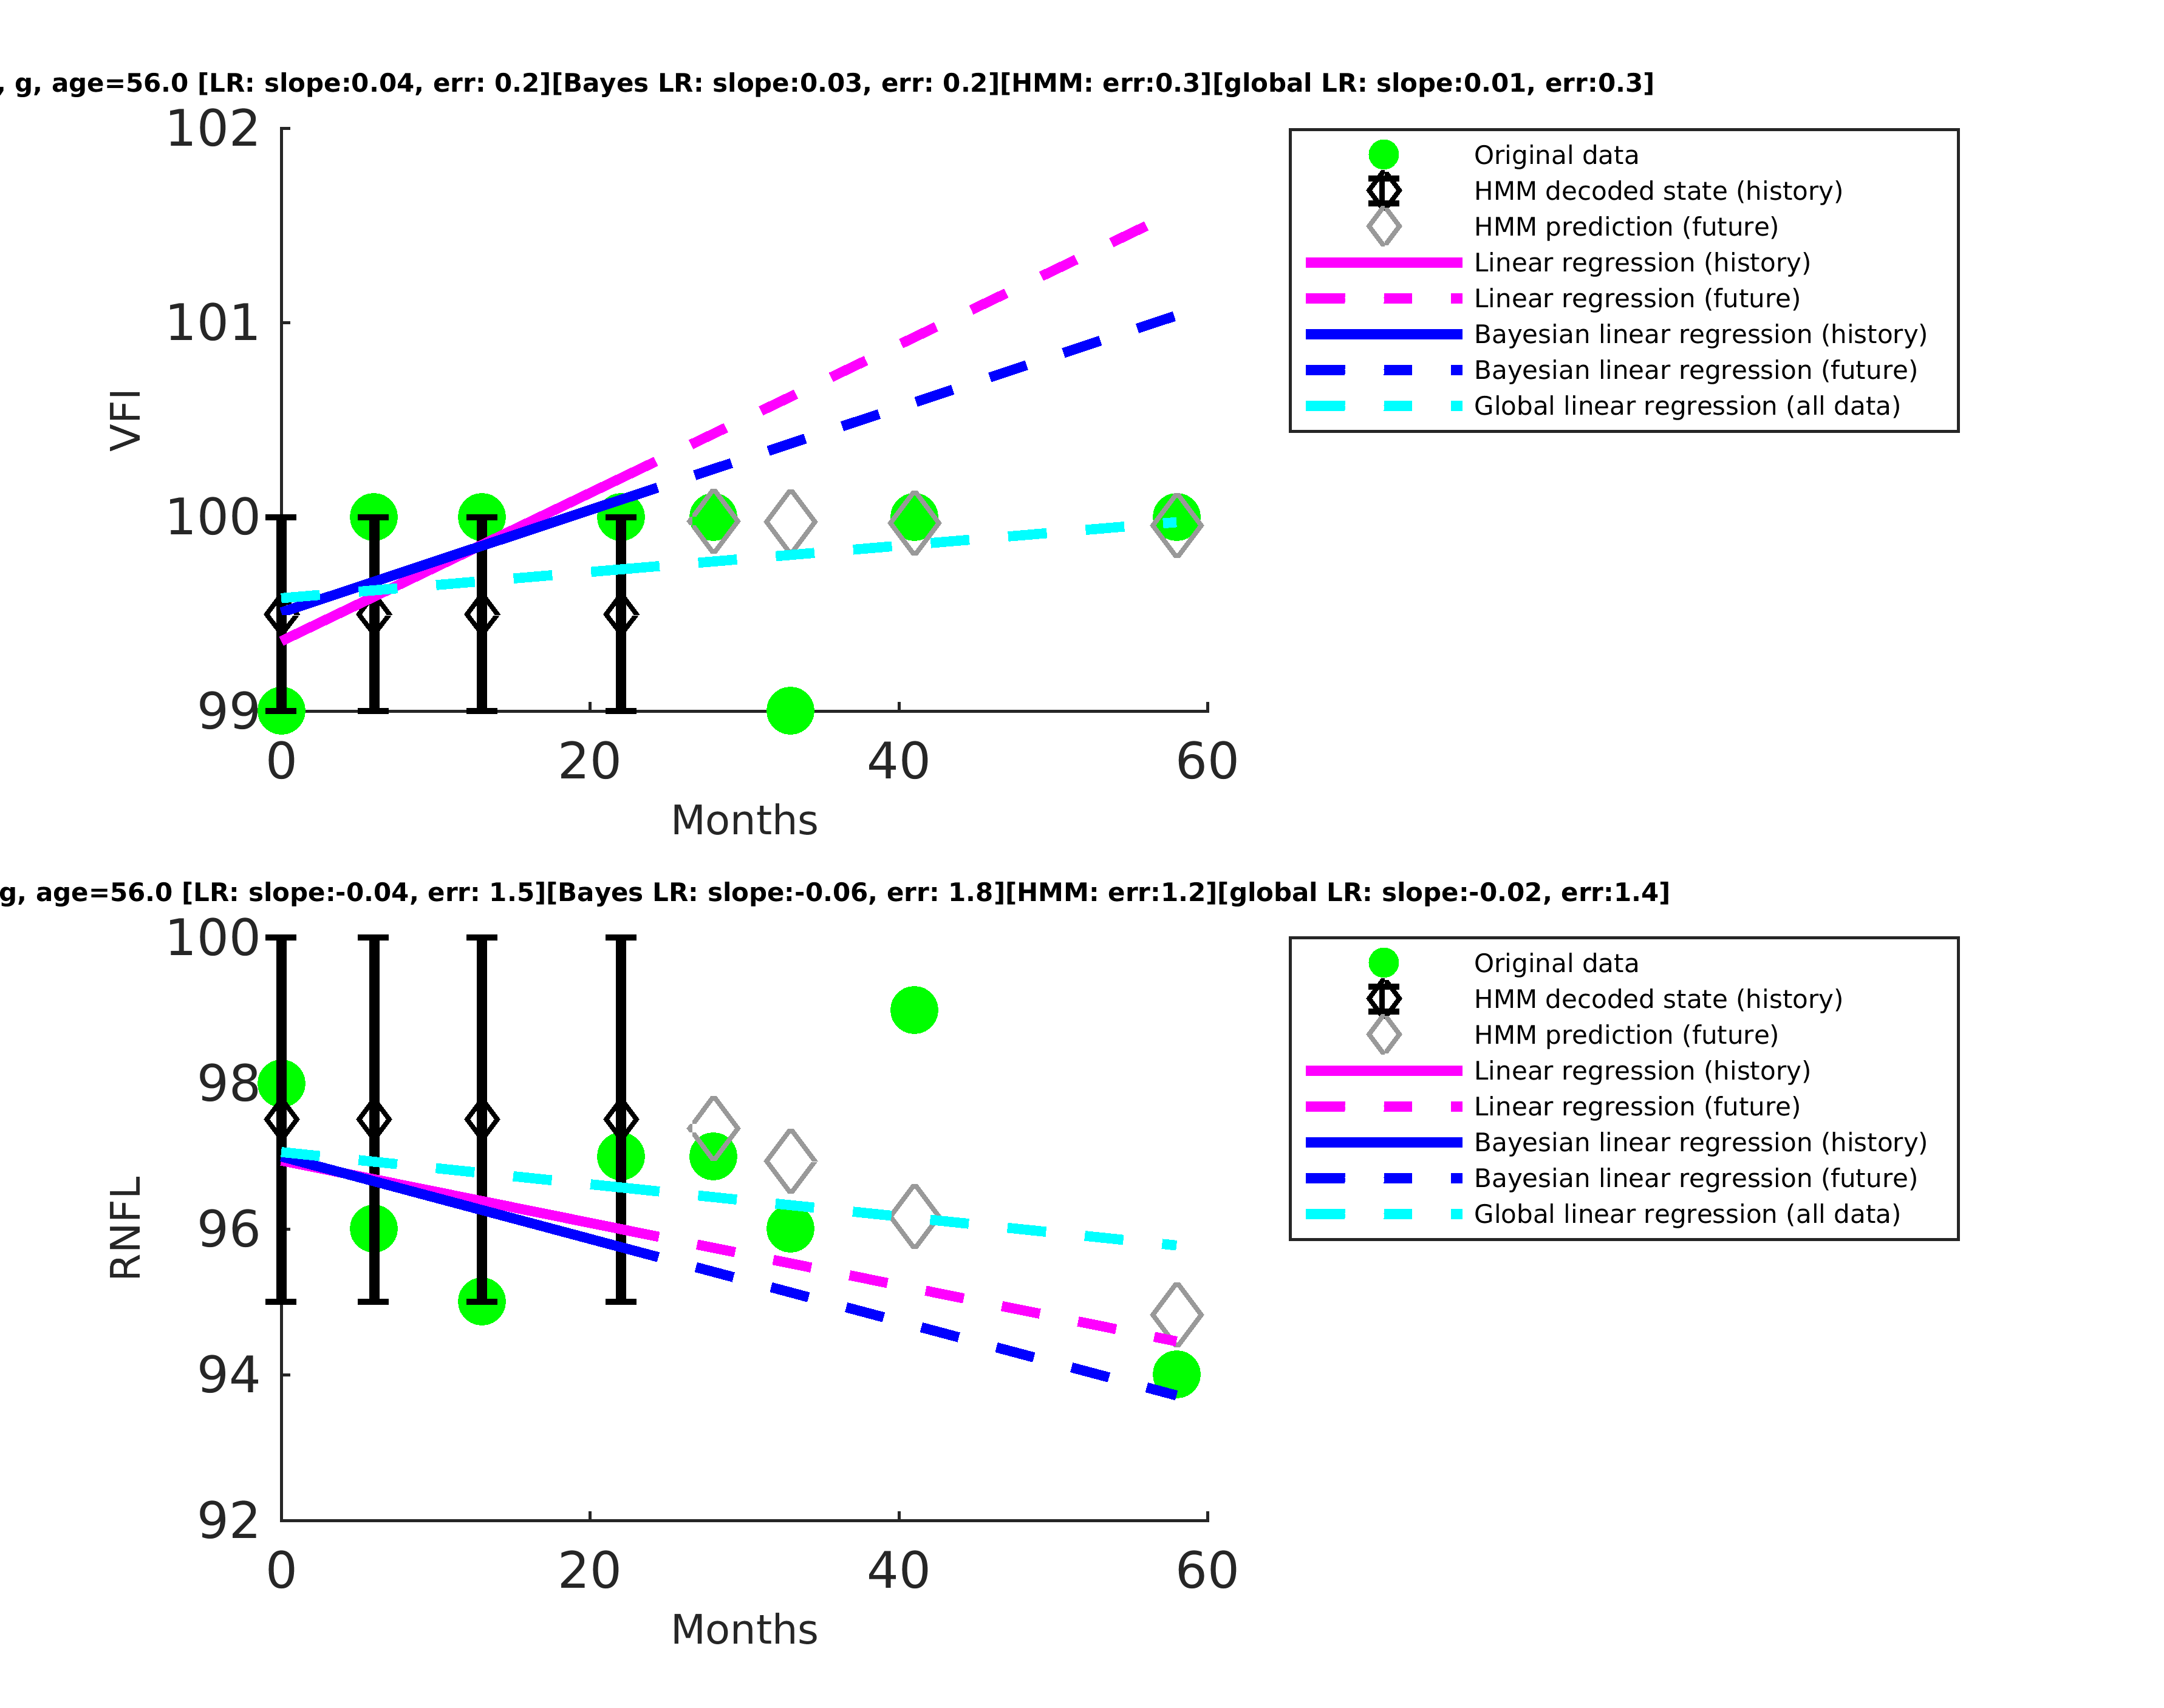 , g, age=56.0 [LR: slope:0.04, err: 0.2][Bayes LR: slope:0.03, err: 0.2][HMM: err:0.3][global LR: slope:0.01, err:0.3]
102
101
100
99
VFI
0 20 40 60
Months
Original data
HMM decoded state (history)
HMM prediction (future)
Linear regression (history)
Linear regression (future)
Bayesian linear regression (history)
Bayesian linear regression (future)
Global linear regression (all data)
g, age=56.0 [LR: slope:-0.04, err: 1.5][Bayes LR: slope:-0.06, err: 1.8][HMM: err:1.2][global LR: slope:-0.02, err:1.4]
100
98
96
94
92
RNFL
0 20 40 60
Months
Original data
HMM decoded state (history)
HMM prediction (future)
Linear regression (history)
Linear regression (future)
Bayesian linear regression (history)
Bayesian linear regression (future)
Global linear regression (all data)